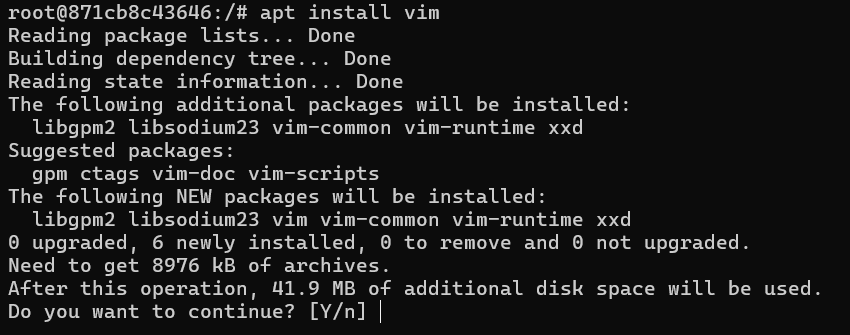 root@871cb8c43646:/# apt install vim
Reading package lists... Done
Building dependency tree... Done
Reading state information... Done
The following additional packages will be installed:
  libgpm2 libsodium23 vim-common vim-runtime xxd
Suggested packages:
  gpm ctags vim-doc vim-scripts
The following NEW packages will be installed:
  libgpm2 libsodium23 vim vim-common vim-runtime xxd
0 upgraded, 6 newly installed, 0 to remove and 0 not upgraded.
Need to get 8976 kB of archives.
After this operation, 41.9 MB of additional disk space will be used.
Do you want to continue? [Y/n]